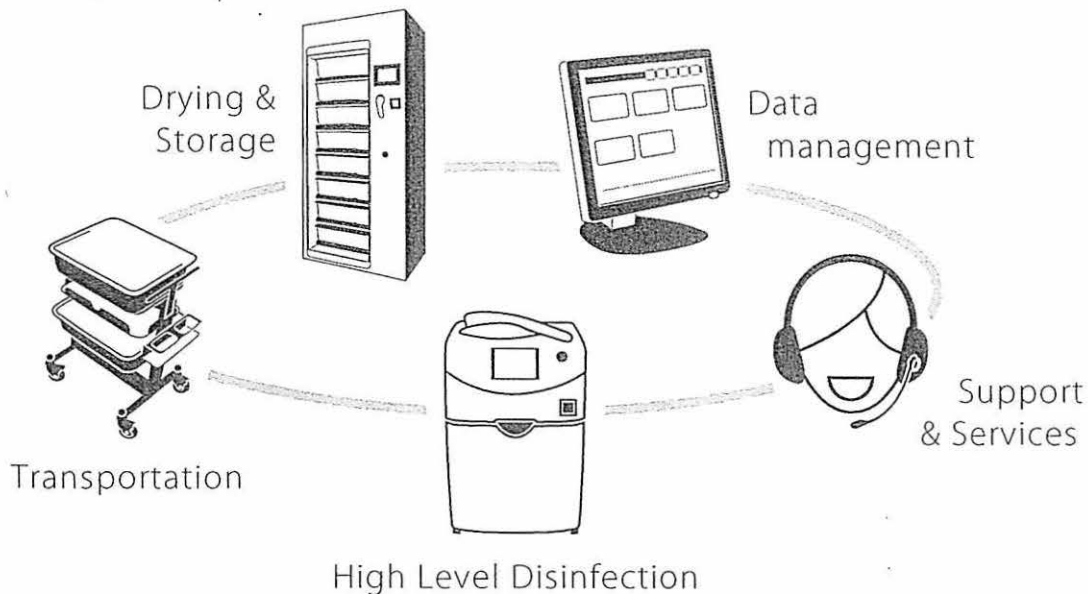 Drying &
Storage
Data
management
Support
& Services
Transportation
High Level Disinfection